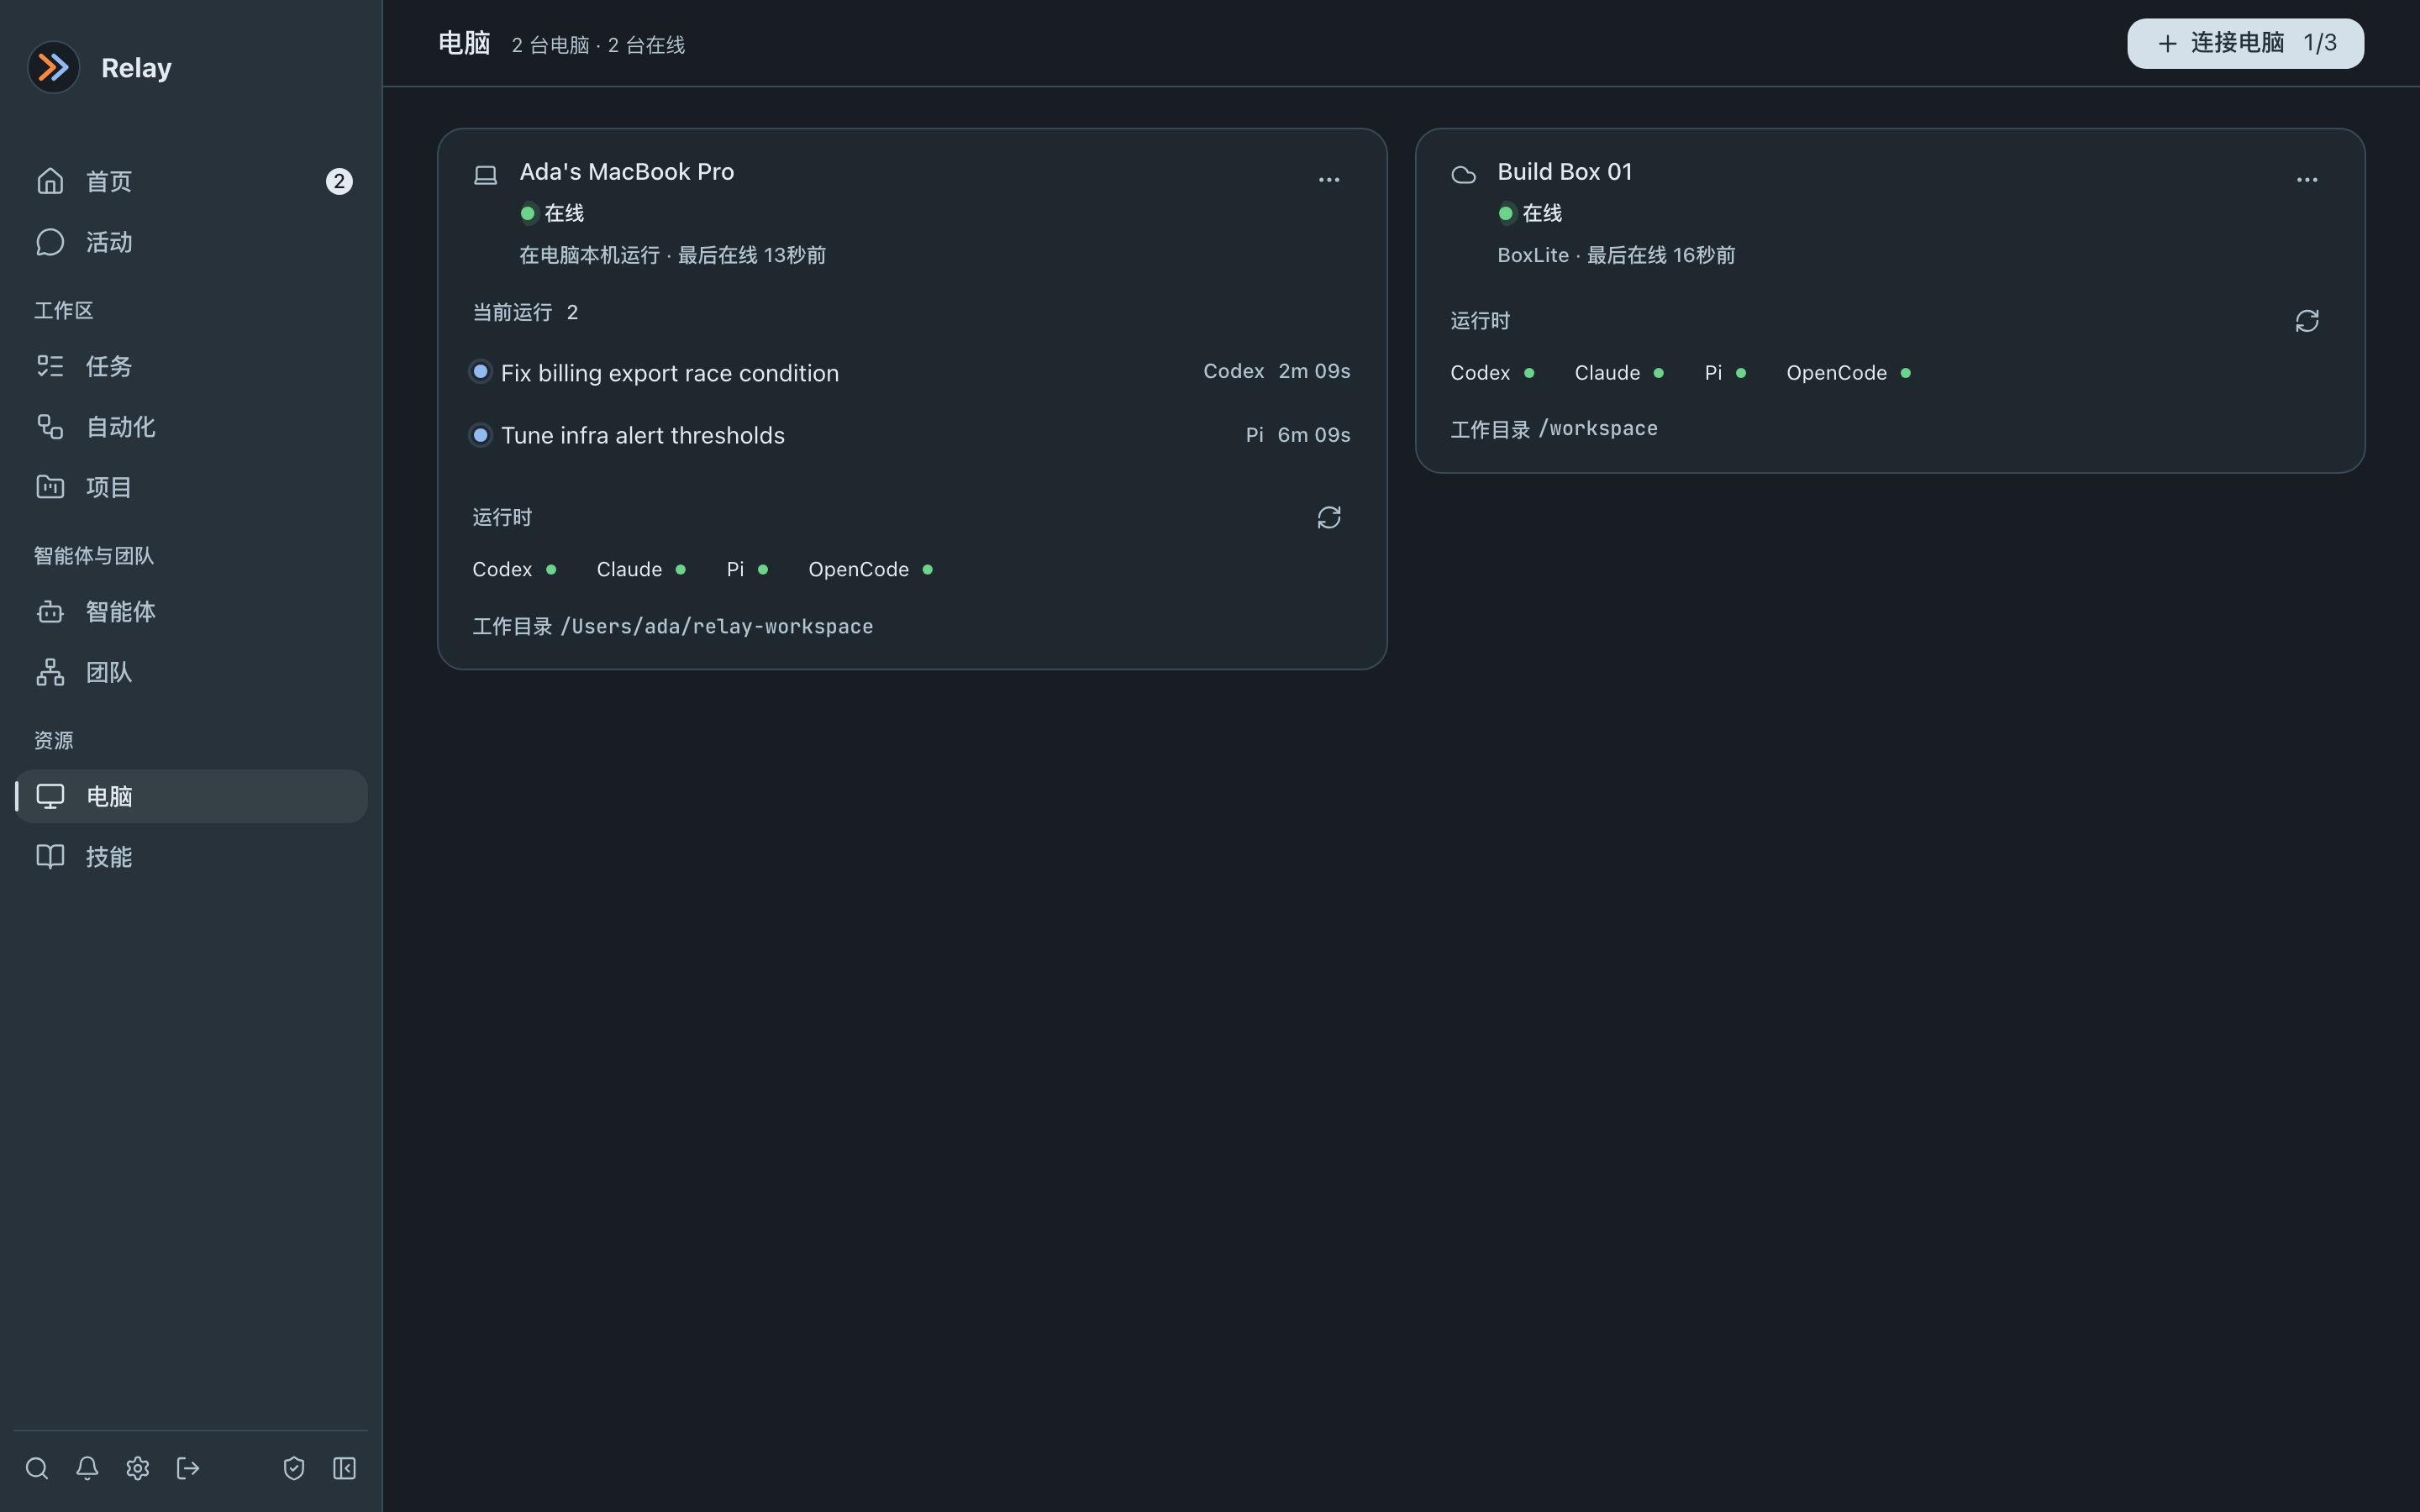 Relay
首页 2
活动
工作区
任务
自动化
项目
智能体与团队
智能体
团队
资源
电脑
技能
电脑 2 台电脑 · 2 台在线
连接电脑 1/3
Ada's MacBook Pro
在线
在电脑本机运行 · 最后在线 13秒前
当前运行 2
Fix billing export race condition Codex 2m 09s
Tune infra alert thresholds Pi 6m 09s
运行时
Codex Claude Pi OpenCode
工作目录 /Users/ada/relay-workspace
Build Box 01
在线
BoxLite · 最后在线 16秒前
运行时
Codex Claude Pi OpenCode
工作目录 /workspace